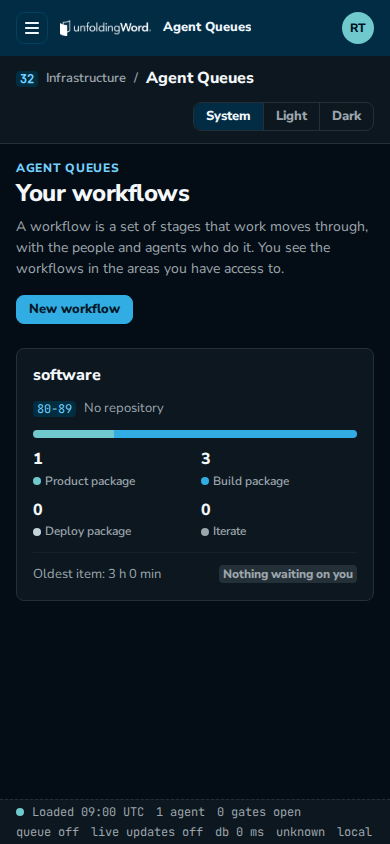 unfoldingWord. Agent Queues RT
32 Infrastructure / Agent Queues
System Light Dark
AGENT QUEUES
Your workflows
A workflow is a set of stages that work moves through,
with the people and agents who do it. You see the
workflows in the areas you have access to.
New workflow
software
80-89 No repository
1 3
Product package Build package
0 0
Deploy package Iterate
Oldest item: 3 h 0 min Nothing waiting on you
Loaded 09:00 UTC 1 agent 0 gates open
queue off live updates off db 0 ms unknown local